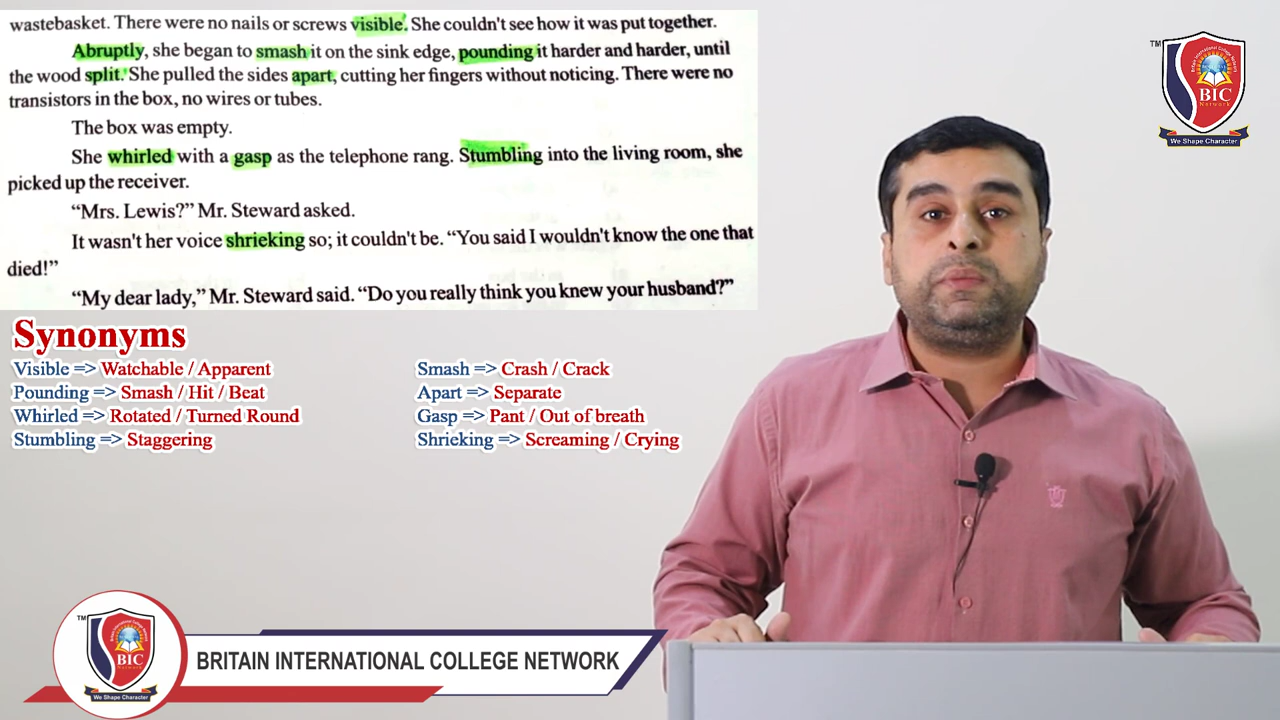 wastebasket. There were no nails or screws visible. She couldn't see how it was put together.
Abruptly, she began to smash it on the sink edge, pounding it harder and harder, until
the wood split. She pulled the sides apart, cutting her fingers without noticing. There were no
transistors in the box, no wires or tubes.
The box was empty.
She whirled with a gasp as the telephone rang. Stumbling into the living room, she
picked up the receiver.
“Mrs. Lewis?” Mr. Steward asked.
It wasn't her voice shrieking so; it couldn't be. “You said I wouldn't know the one that
died!”
“My dear lady,” Mr. Steward said. “Do you really think you knew your husband?”
Synonyms
Visible => Watchable / Apparent
Pounding => Smash / Hit / Beat
Whirled => Rotated / Turned Round
Stumbling => Staggering
Smash => Crash / Crack
Apart => Separate
Gasp => Pant / Out of breath
Shrieking => Screaming / Crying
TM
BIC
Network
We Shape Character
TM
BIC
Network
We Shape Character
BRITAIN INTERNATIONAL COLLEGE NETWORK